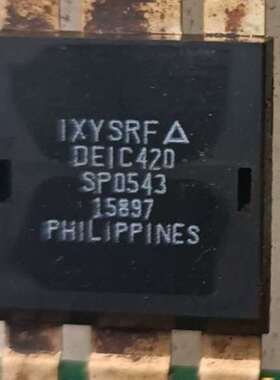 IXYSRF△
DEIC420
SP0543
15897
PHILIPPINES